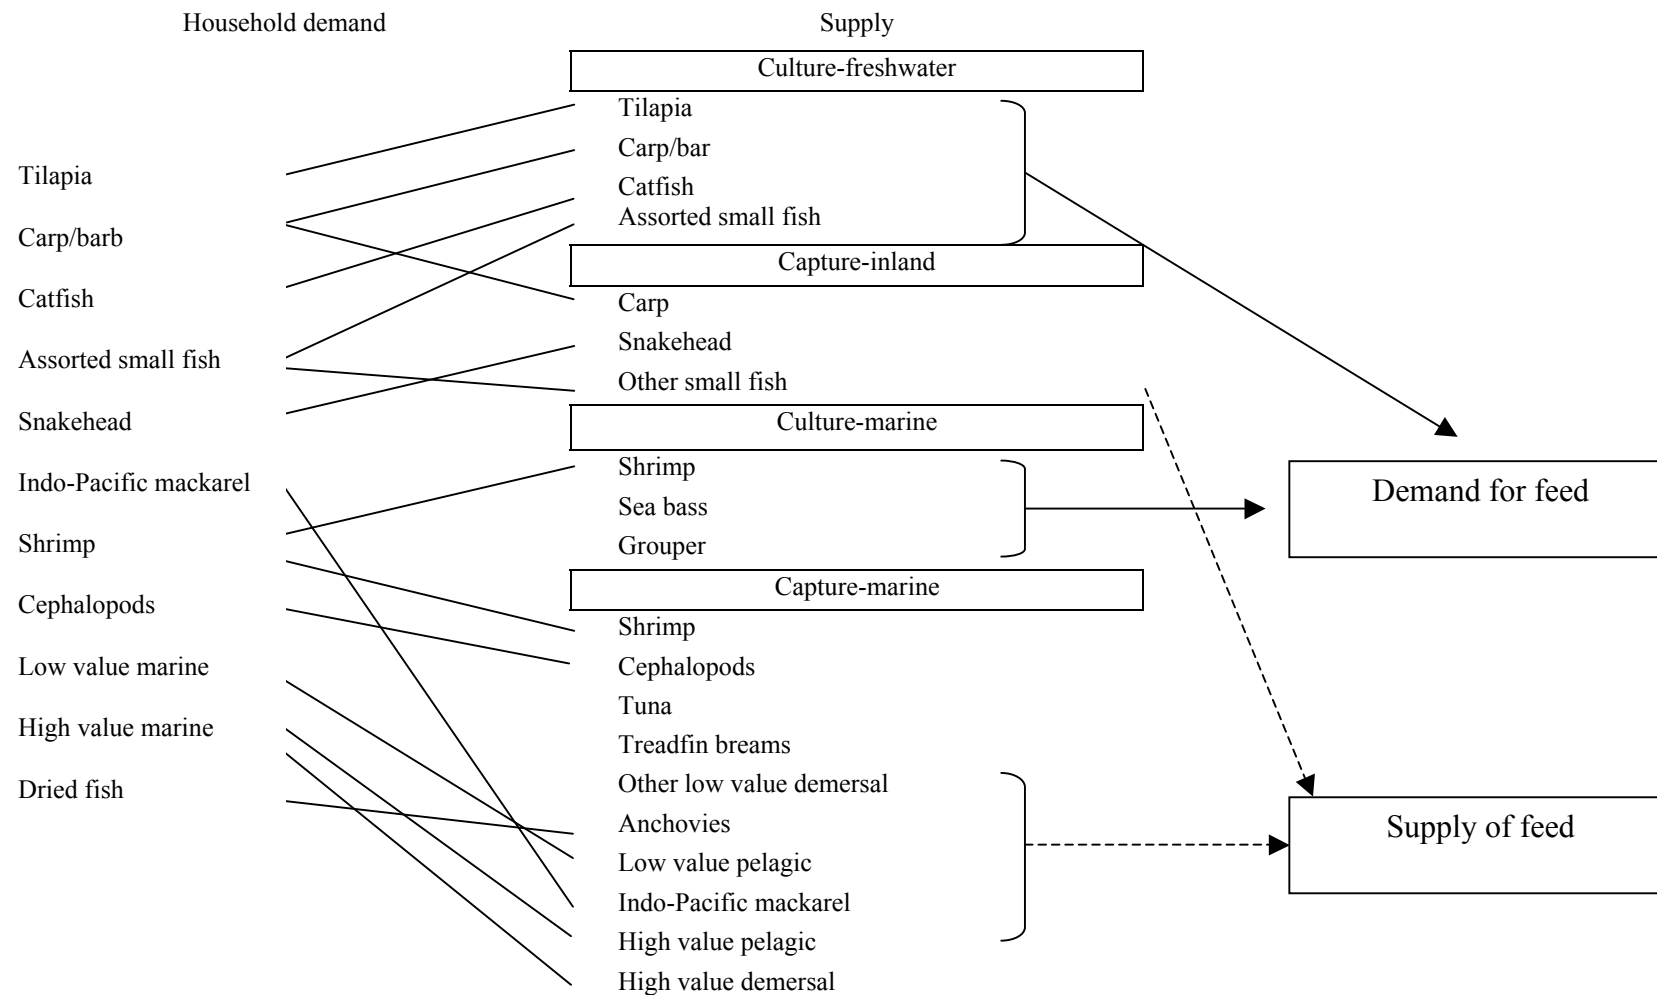 Household demand
Supply
Culture-freshwater
Tilapia
Carp/bar
Catfish
Assorted small fish
Capture-inland
Carp
Snakehead
Other small fish
Culture-marine
Shrimp
Sea bass
Grouper
Capture-marine
Shrimp
Cephalopods
Tuna
Treadfin breams
Other low value demersal
Anchovies
Low value pelagic
Indo-Pacific mackarel
High value pelagic
High value demersal
Tilapia
Carp/barb
Catfish
Assorted small fish
Snakehead
Indo-Pacific mackarel
Shrimp
Cephalopods
Low value marine
High value marine
Dried fish
Demand for feed
Supply of feed